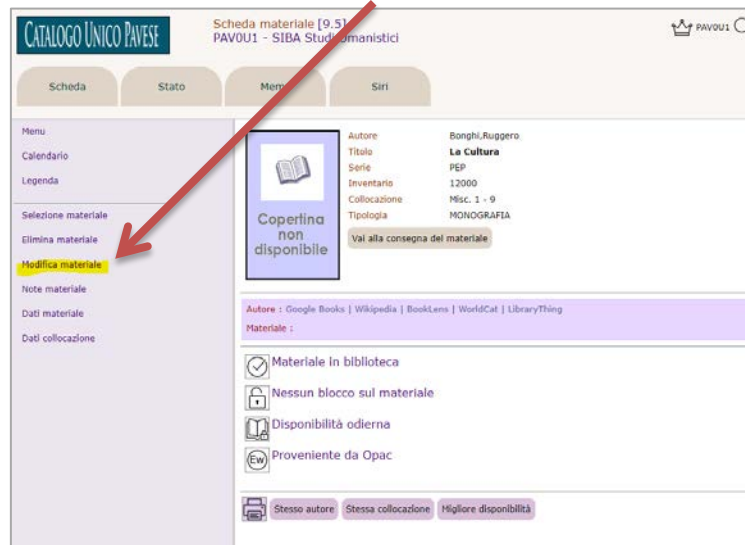 CATALOGO UNICO PAVESE
Scheda materiale [9.5]
PAV0U1 - SIBA Studi Umanistici
PAV0U1
Scheda
Stato
Siri
Menu
Calendario
Legenda
Selezione materiale
Elimina materiale
Modifica materiale
Note materiale
Dati materiale
Dati collocazione
Copertina
non
disponibile
Autore Bonghi,Ruggero
Titolo La Cultura
Serie PEP
Inventario 12000
Collocazione Misc. 1 - 9
Tipologia MONOGRAFIA
Vai alla consegna del materiale
Autore : Google Books | Wikipedia | BookLens | WorldCat | LibraryThing
Materiale :
Materiale in biblioteca
Nessun blocco sul materiale
Disponibilità odierna
Ew Proveniente da Opac
Stesso autore Stessa collocazione Migliore disponibilità